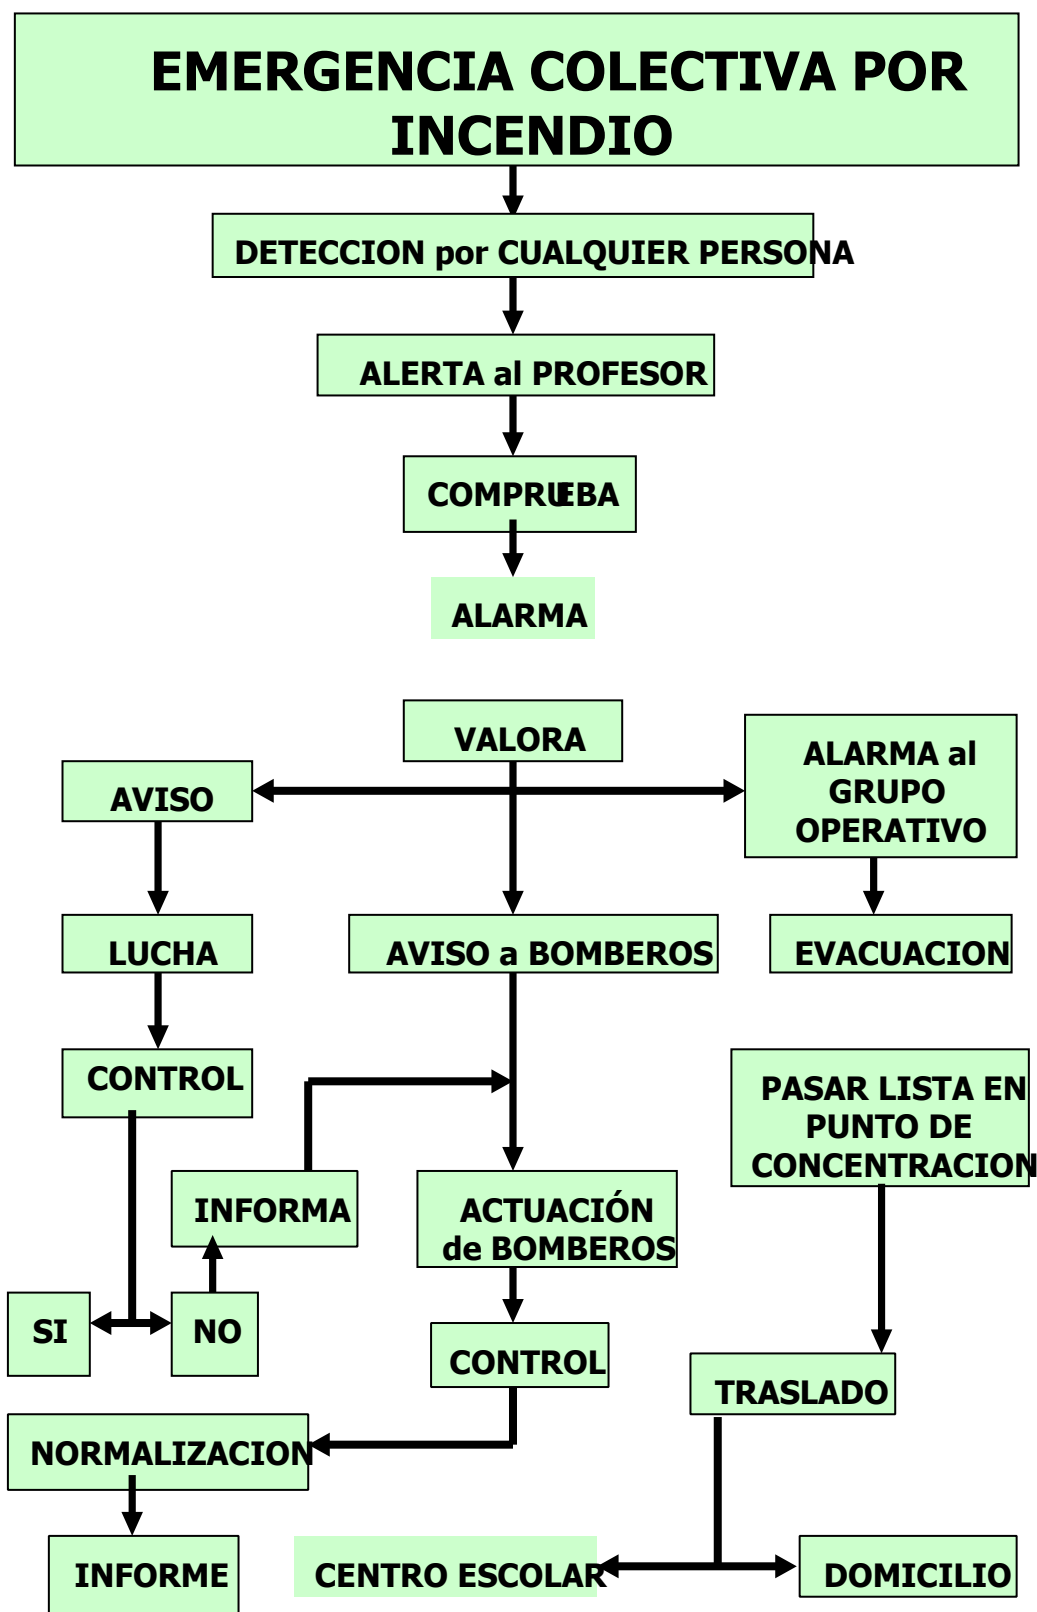 EMERGENCIA COLECTIVA POR
INCENDIO
DETECCION por CUALQUIER PERSONA
ALERTA al PROFESOR
COMPRUEBA
ALARMA
VALORA
AVISO
ALARMA al
GRUPO
OPERATIVO
LUCHA
AVISO a BOMBEROS
EVACUACION
CONTROL
PASAR LISTA EN
PUNTO DE
CONCENTRACION
INFORMA
ACTUACIÓN
de BOMBEROS
SI
NO
CONTROL
TRASLADO
NORMALIZACION
INFORME
CENTRO ESCOLAR
DOMICILIO